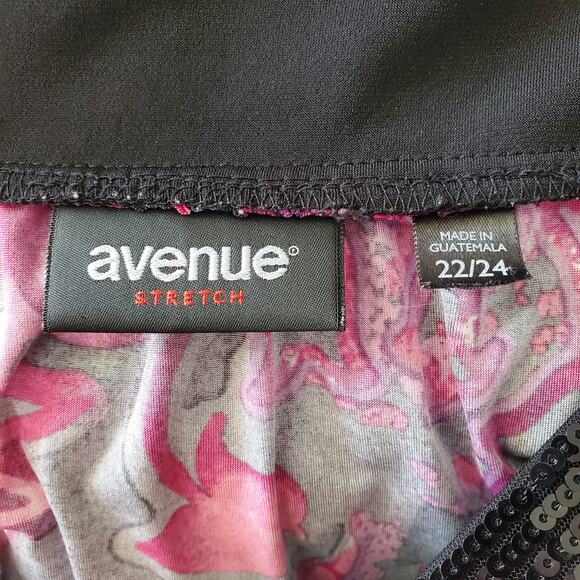 avenue®
STRETCH
MADE IN
GUATEMALA
22/24